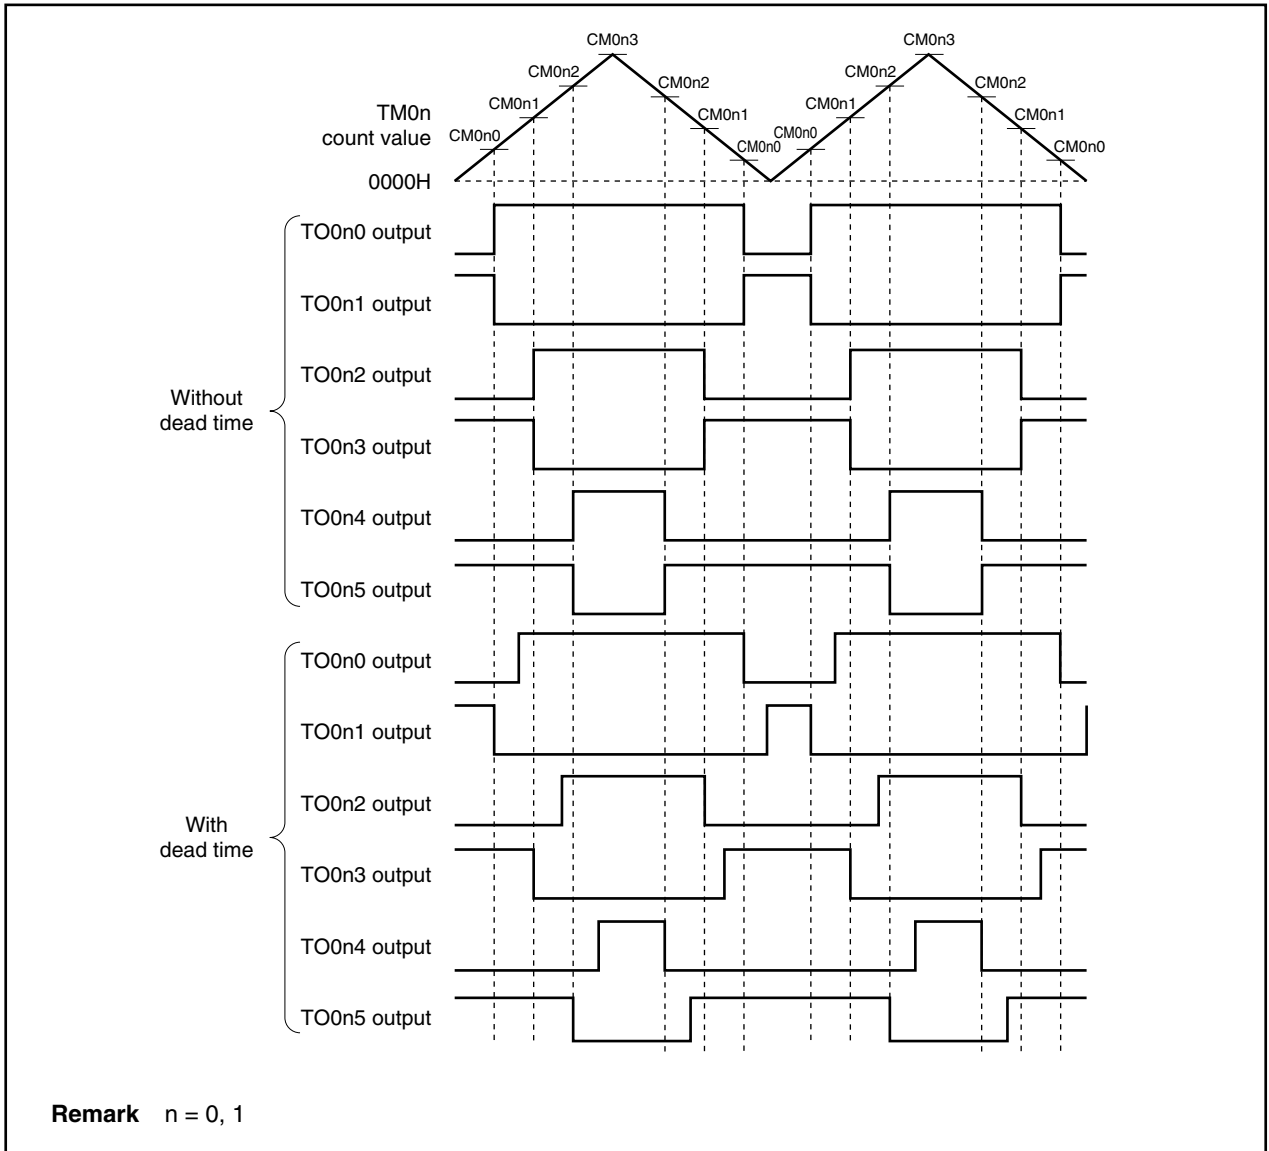 CM0n3
CM0n3
CM0n2
CM0n2
CM0n2
CM0n2
CM0n1
CM0n1
CM0n1
CM0n1
CM0n0
CM0n0
CM0n0
CM0n0
TM0n
count value
0000H
Without
dead time
TO0n0 output
TO0n1 output
TO0n2 output
TO0n3 output
TO0n4 output
TO0n5 output
With
dead time
TO0n0 output
TO0n1 output
TO0n2 output
TO0n3 output
TO0n4 output
TO0n5 output
Remark n = 0, 1